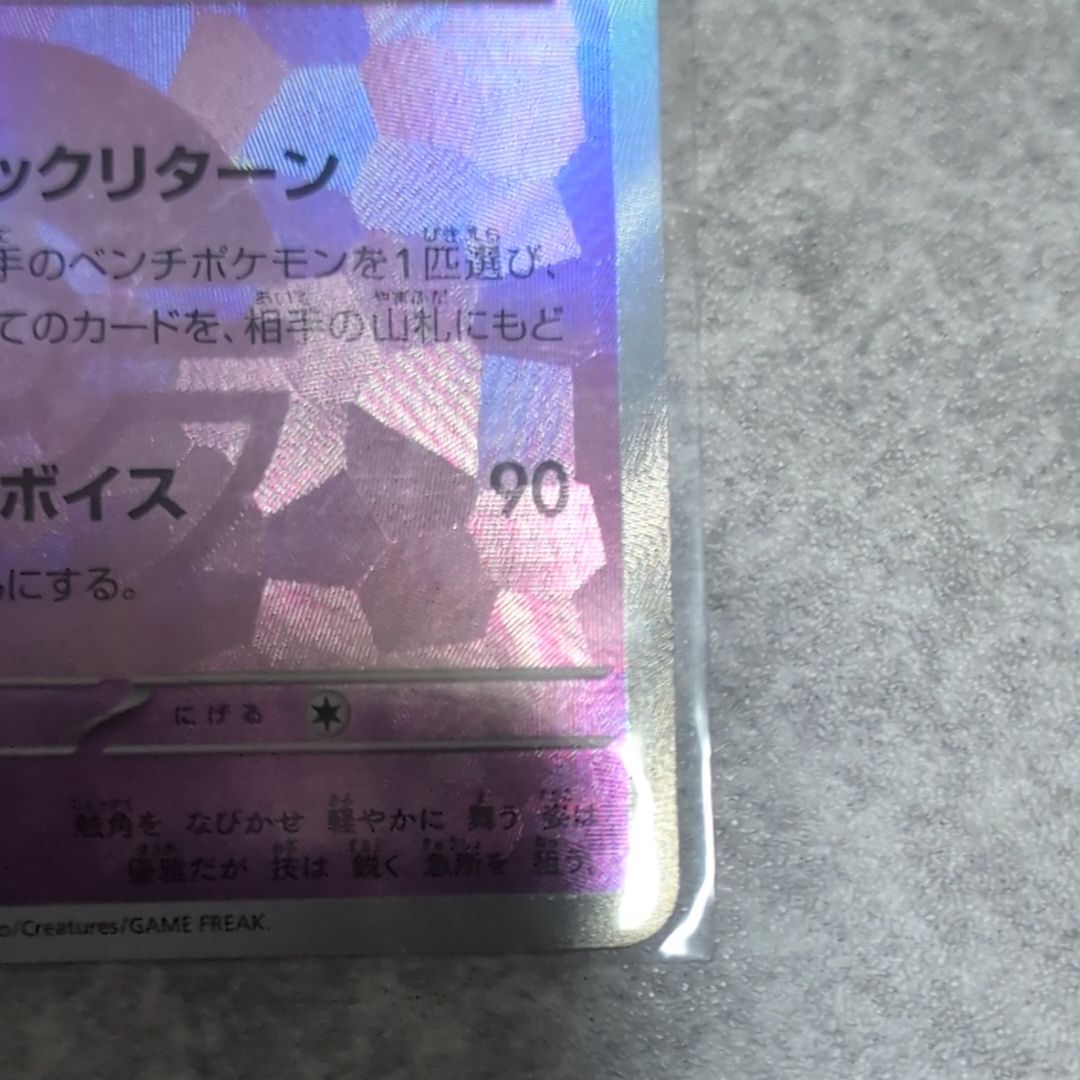 ックリターン
手のベンチポケモンを1匹選び、
てのカードを、相手の山札にもど
ボイス 90
にする。
にげる
触角を なびかせ 軽やかに 舞う 姿は
優雅だが 技は 鋭く 急所を 狙う。
o/Creatures/GAME FREAK.